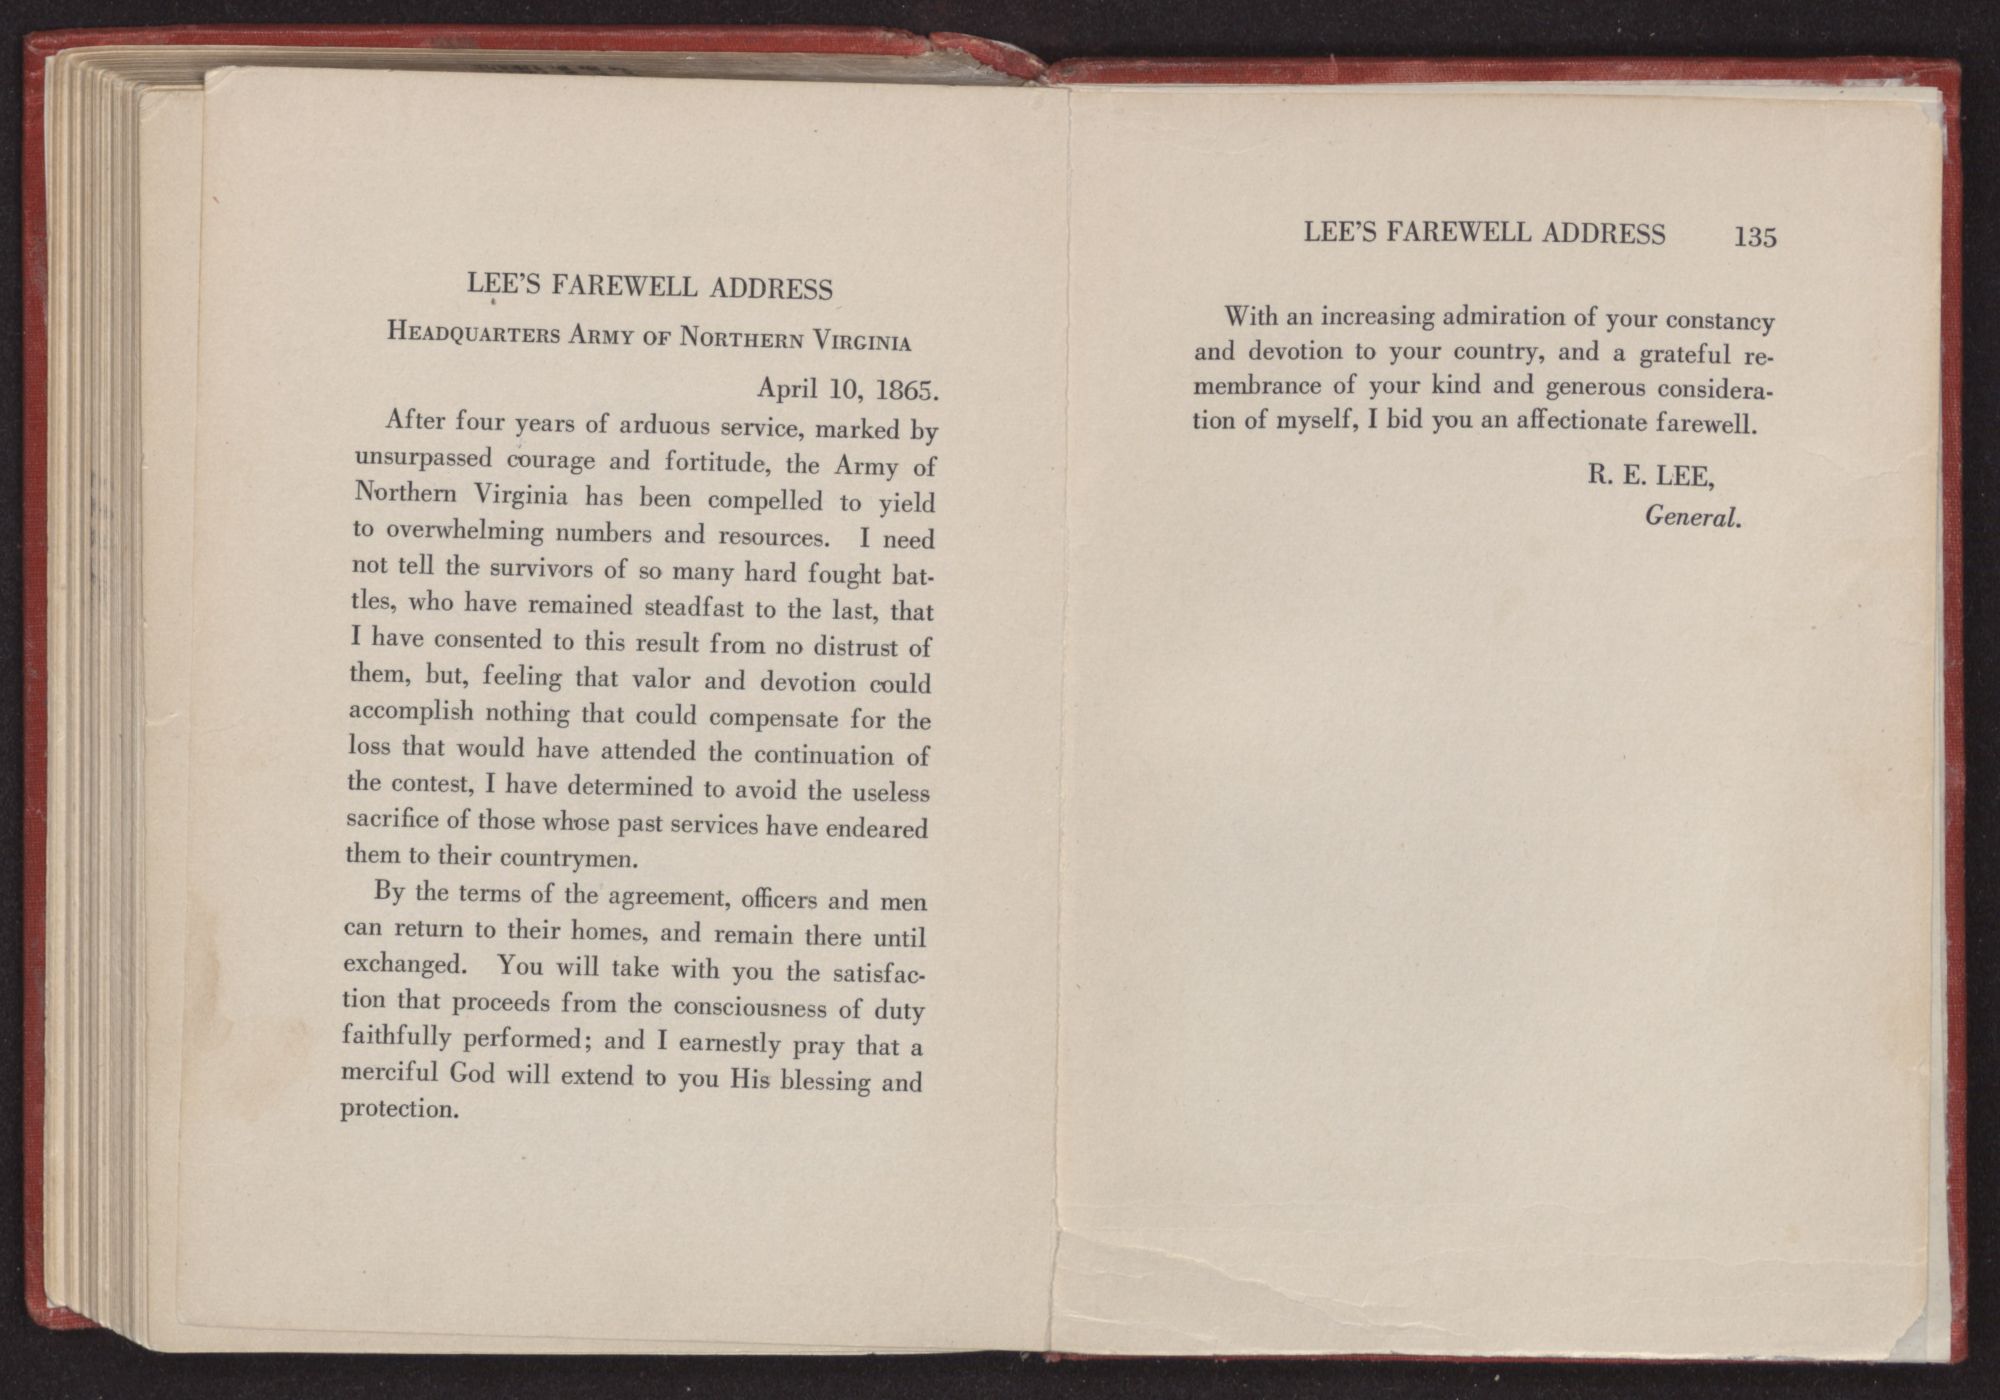 LEE'S FAREWELL ADDRESS
HEADQUARTERS ARMY OF NORTHERN VIRGINIA
April 10, 1865.
After four years of arduous service, marked by
unsurpassed courage and fortitude, the Army of
Northern Virginia has been compelled to yield
to overwhelming numbers and resources. I need
not tell the survivors of so many hard fought bat-
tles, who have remained steadfast to the last, that
I have consented to this result from no distrust of
them, but, feeling that valor and devotion could
accomplish nothing that could compensate for the
loss that would have attended the continuation of
the contest, I have determined to avoid the useless
sacrifice of those whose past services have endeared
them to their countrymen.
By the terms of the agreement, officers and men
can return to their homes, and remain there until
exchanged. You will take with you the satisfac-
tion that proceeds from the consciousness of duty
faithfully performed; and I earnestly pray that a
merciful God will extend to you His blessing and
protection.
LEE'S FAREWELL ADDRESS 135
With an increasing admiration of your constancy
and devotion to your country, and a grateful re-
membrance of your kind and generous considera-
tion of myself, I bid you an affectionate farewell.
R. E. LEE,
General.